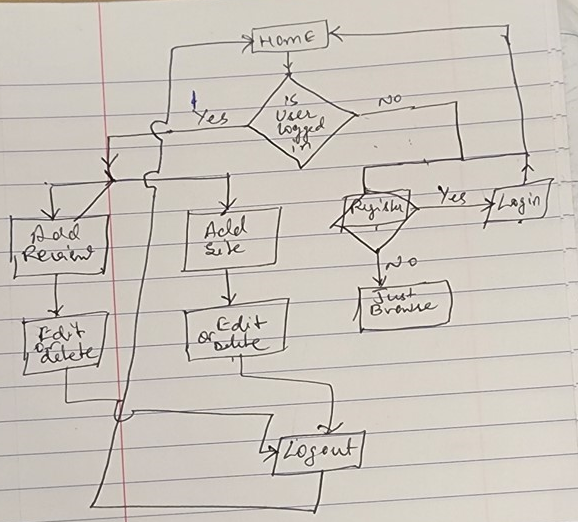 HOME
is
User
logged
in
Yes
NO
Add
Review
Add
Site
Register
Yes
Login
NO
Just
Browse
Edit
or
delete
Edit
or Delete
Logout